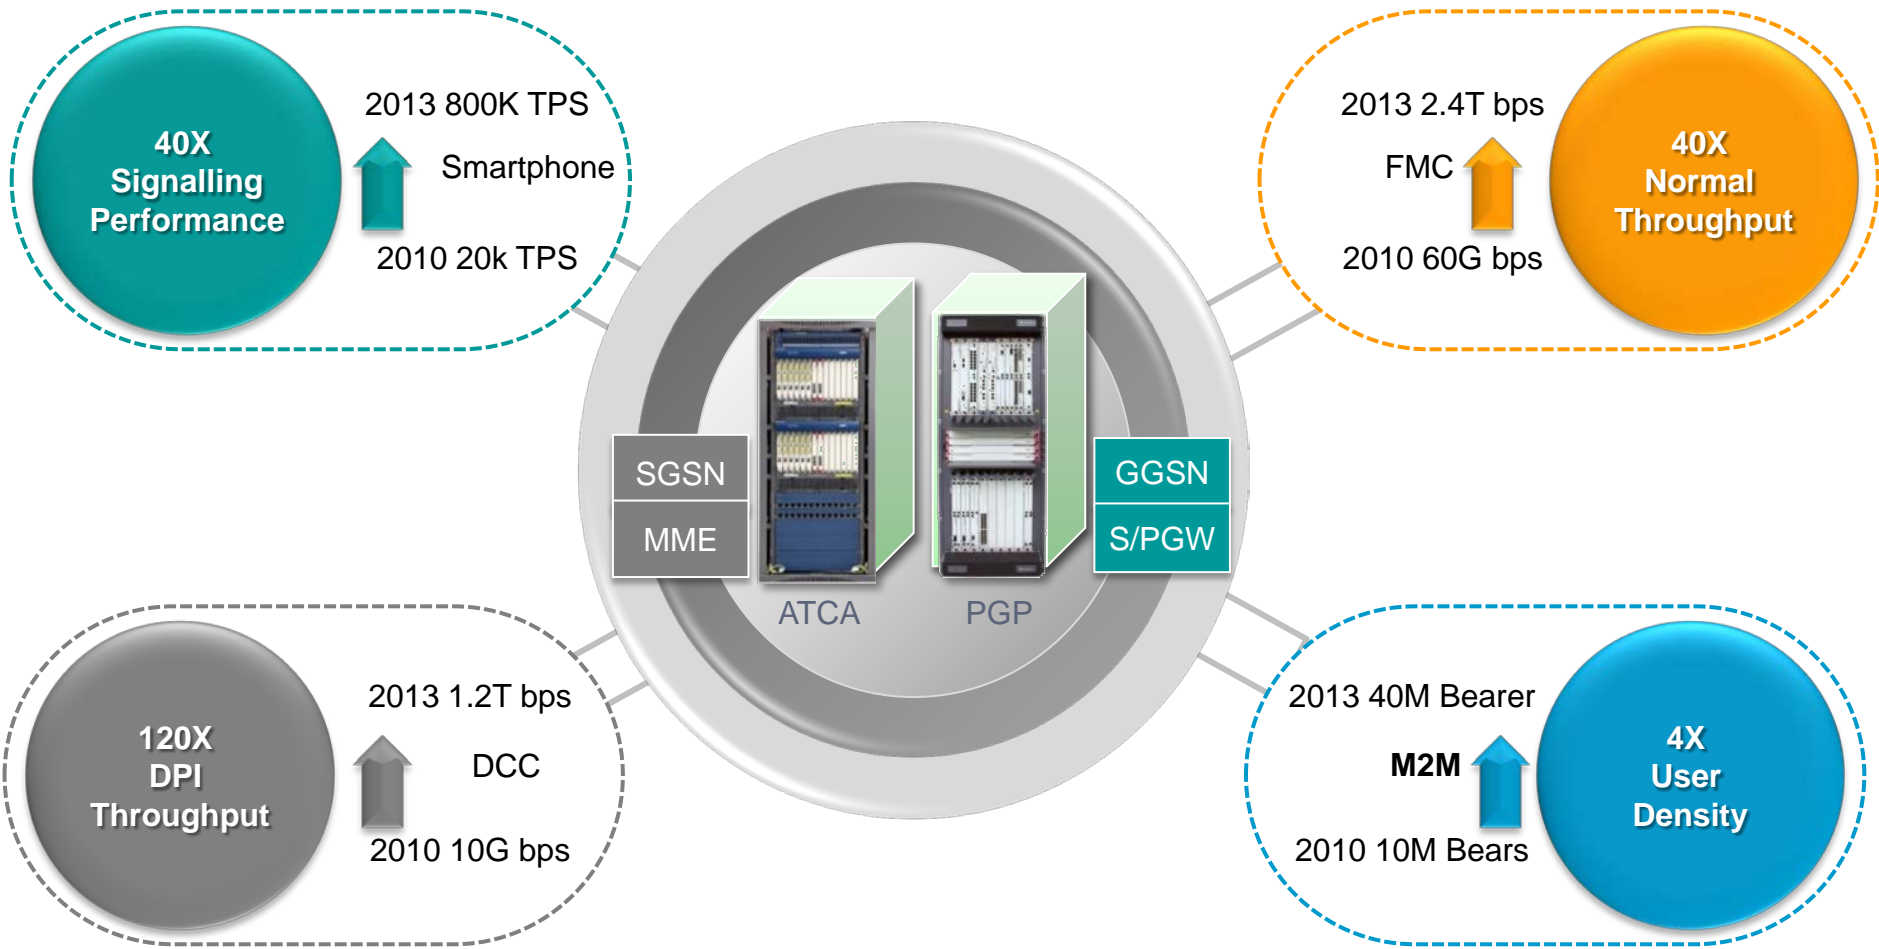 40X
Signalling
Performance
2013 800K TPS
Smartphone
2010 20k TPS
2013 2.4T bps
FMC
2010 60G bps
40X
Normal
Throughput
SGSN
MME
ATCA
PGP
GGSN
S/PGW
120X
DPI
Throughput
2013 1.2T bps
DCC
2010 10G bps
2013 40M Bearer
M2M
2010 10M Bears
4X
User
Density